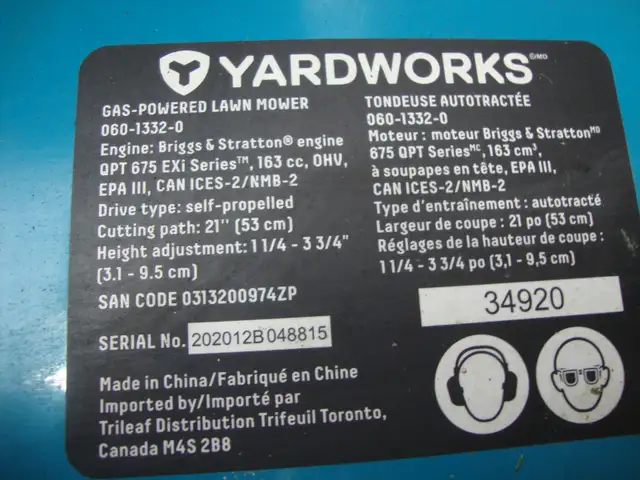 YARDWORKS ©MD
GAS-POWERED LAWN MOWER
060-1332-0
Engine: Briggs & Stratton® engine
QPT 675 EXi Series™, 163 cc, OHV,
EPA III, CAN ICES-2/NMB-2
Drive type: self-propelled
Cutting path: 21'' (53 cm)
Height adjustment: 1 1/4 - 3 3/4"
(3.1 - 9.5 cm)
SAN CODE 0313200974ZP
SERIAL No. 202012B048815
Made in China/Fabriqué en Chine
Imported by/Importé par
Trileaf Distribution Trifeuil Toronto,
Canada M4S 2B8
TONDEUSE AUTOTRACTÉE
060-1332-0
Moteur : moteur Briggs & Stratton MD
675 QPT Series MC, 163 cm³,
à soupapes en tête, EPA III,
CAN ICES-2/NMB-2
Type d'entraînement : autotracté
Largeur de coupe : 21 po (53 cm)
Réglages de la hauteur de coupe :
1 1/4 - 3 3/4 po (3,1 - 9,5 cm)
34920